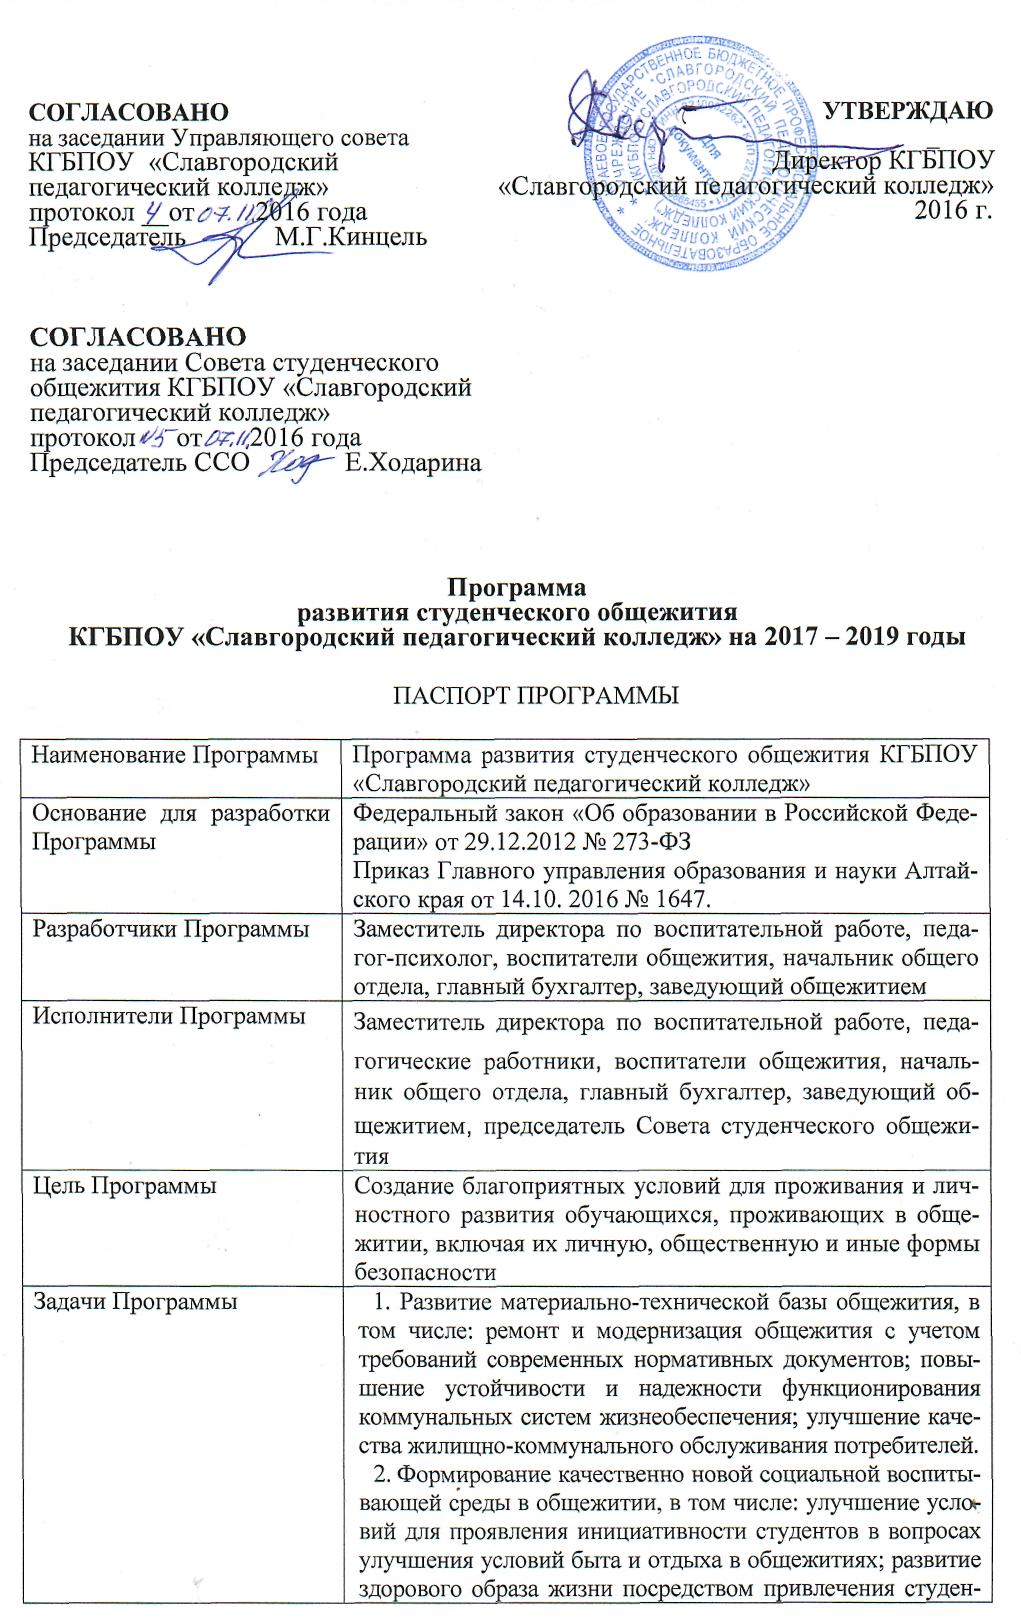 СОГЛАСОВАНО
на заседании Управляющего совета
КГБПОУ «Славгородский
педагогический колледж»
протокол 4 от 07.11.2016 года
Председатель М.Г.Кинцель
УТВЕРЖДАЮ
Директор КГБПОУ
«Славгородский педагогический колледж»
2016 г.
Для
документов
СОГЛАСОВАНО
на заседании Совета студенческого
общежития КГБПОУ «Славгородский
педагогический колледж»
протокол №5 от 07.11.2016 года
Председатель ССО Е.Ходарина
Программа
развития студенческого общежития
КГБПОУ «Славгородский педагогический колледж» на 2017 – 2019 годы
ПАСПОРТ ПРОГРАММЫ
Наименование Программы
Программа развития студенческого общежития КГБПОУ
«Славгородский педагогический колледж»
Основание для разработки
Программы
Федеральный закон «Об образовании в Российской Феде-
рации» от 29.12.2012 № 273-ФЗ
Приказ Главного управления образования и науки Алтай-
ского края от 14.10. 2016 № 1647.
Разработчики Программы
Заместитель директора по воспитательной работе, педа-
гог-психолог, воспитатели общежития, начальник общего
отдела, главный бухгалтер, заведующий общежитием
Исполнители Программы
Заместитель директора по воспитательной работе, педа-
гогические работники, воспитатели общежития, началь-
ник общего отдела, главный бухгалтер, заведующий об-
щежитием, председатель Совета студенческого общежи-
тия
Цель Программы
Создание благоприятных условий для проживания и лич-
ностного развития обучающихся, проживающих в обще-
житии, включая их личную, общественную и иные формы
безопасности
Задачи Программы
1. Развитие материально-технической базы общежития, в
том числе: ремонт и модернизация общежития с учетом
требований современных нормативных документов; повы-
шение устойчивости и надежности функционирования
коммунальных систем жизнеобеспечения; улучшение каче-
ства жилищно-коммунального обслуживания потребителей.
2. Формирование качественно новой социальной воспиты-
вающей среды в общежитии, в том числе: улучшение усло-
вий для проявления инициативности студентов в вопросах
улучшения условий быта и отдыха в общежитиях; развитие
здорового образа жизни посредством привлечения студен-